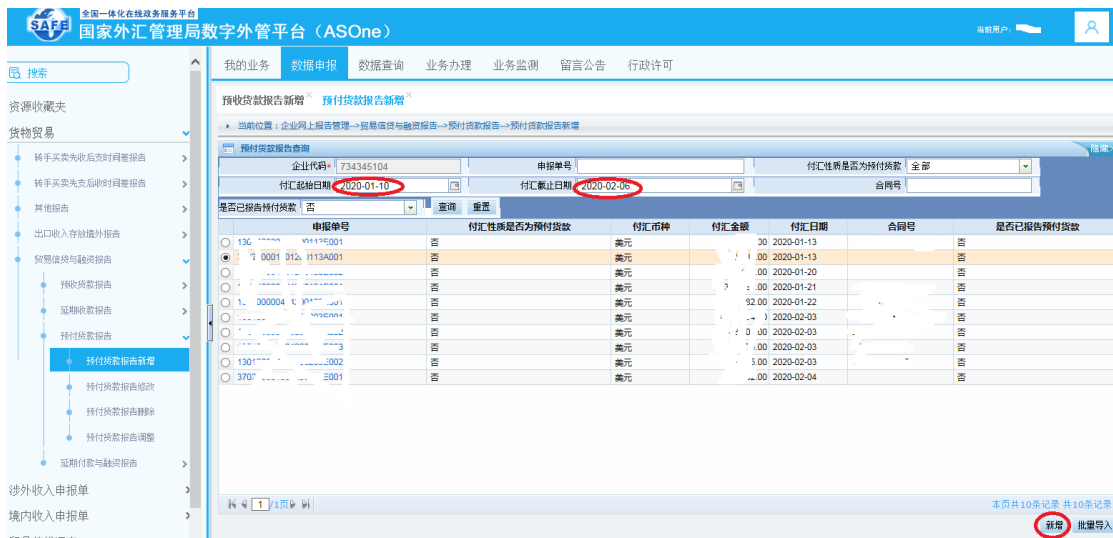 全国一体化在线政务服务平台
SAFE 国家外汇管理局数字外管平台（ASOne）
当前用户:
搜索
我的业务 数据申报 数据查询 业务办理 业务监测 留言公告 行政许可
预收货款报告新增 预付货款报告新增
当前位置：企业网上报告管理-->贸易信贷与融资报告-->预付货款报告-->预付货款报告新增
资源收藏夹
货物贸易
转手买卖先收后支时间差报告
转手买卖先支后收时间差报告
其他报告
出口收入存放境外报告
贸易信贷与融资报告
预收货款报告
延期收款报告
预付货款报告
预付货款报告新增
预付货款报告修改
预付货款报告删除
预付货款报告调整
延期付款与融资报告
涉外收入申报单
境内收入申报单
预付货款报告查询 隐藏
企业代码* 734345104 申报单号 付汇性质是否为预付货款 全部
付汇起始日期 2020-01-10 付汇截止日期 2020-02-06 合同号
是否已报告预付货款 否 查询 重置
申报单号 付汇性质是否为预付货款 付汇币种 付汇金额 付汇日期 合同号 是否已报告预付货款
否 美元 00 2020-01-13 否
否 美元 .00 2020-01-13 否
否 美元 .00 2020-01-20 否
否 美元 .00 2020-01-21 否
否 美元 32.00 2020-01-22 否
否 美元 2020-02-03 否
否 美元 00 2020-02-03 否
否 美元 .00 2020-02-03 否
否 美元 .00 2020-02-03 否
否 美元 .00 2020-02-04 否
1 /1页 本页共10条记录 共10条记录
新增 批量导入